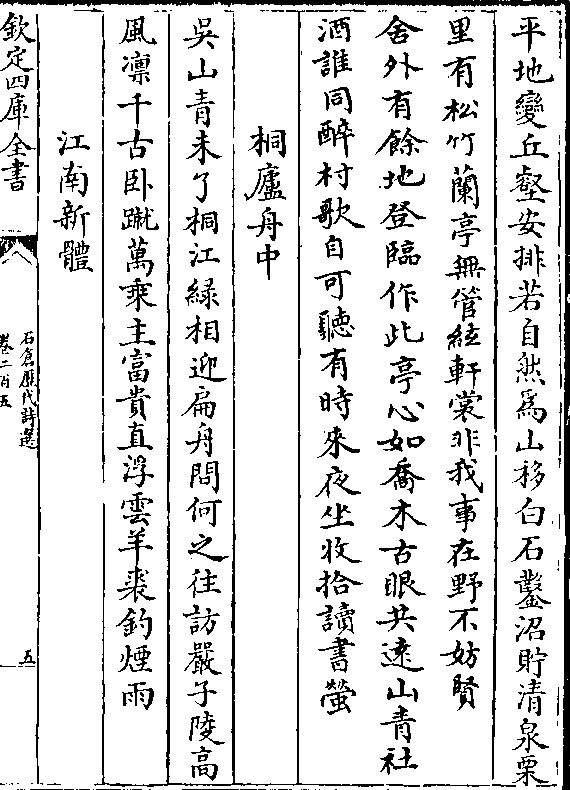 平地變丘壑安排若自然爲山移白石鑿沼貯清泉栗
里有松竹蘭亭無管絃軒裳非我事在野不妨賢
舍外有餘地登臨作此亭心如喬木古眼共遠山青社
酒誰同醉村歌自可聽有時來夜坐收拾讀書螢
桐廬舟中
吳山青未了桐江緑相迎扁舟問何之往訪嚴子陵高
風凛千古卧蹴萬乘主富貴直浮雲羊裘釣煙雨
江南新體
欽定四庫全書
石倉歴代詩選
卷二百五
五